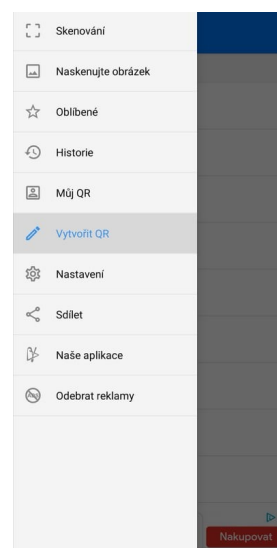 Skenování
Naskenujte obrázek
Oblíbené
Historie
Můj QR
Vytvořit QR
Nastavení
Sdílet
Naše aplikace
Odebrat reklamy
Nakupovat